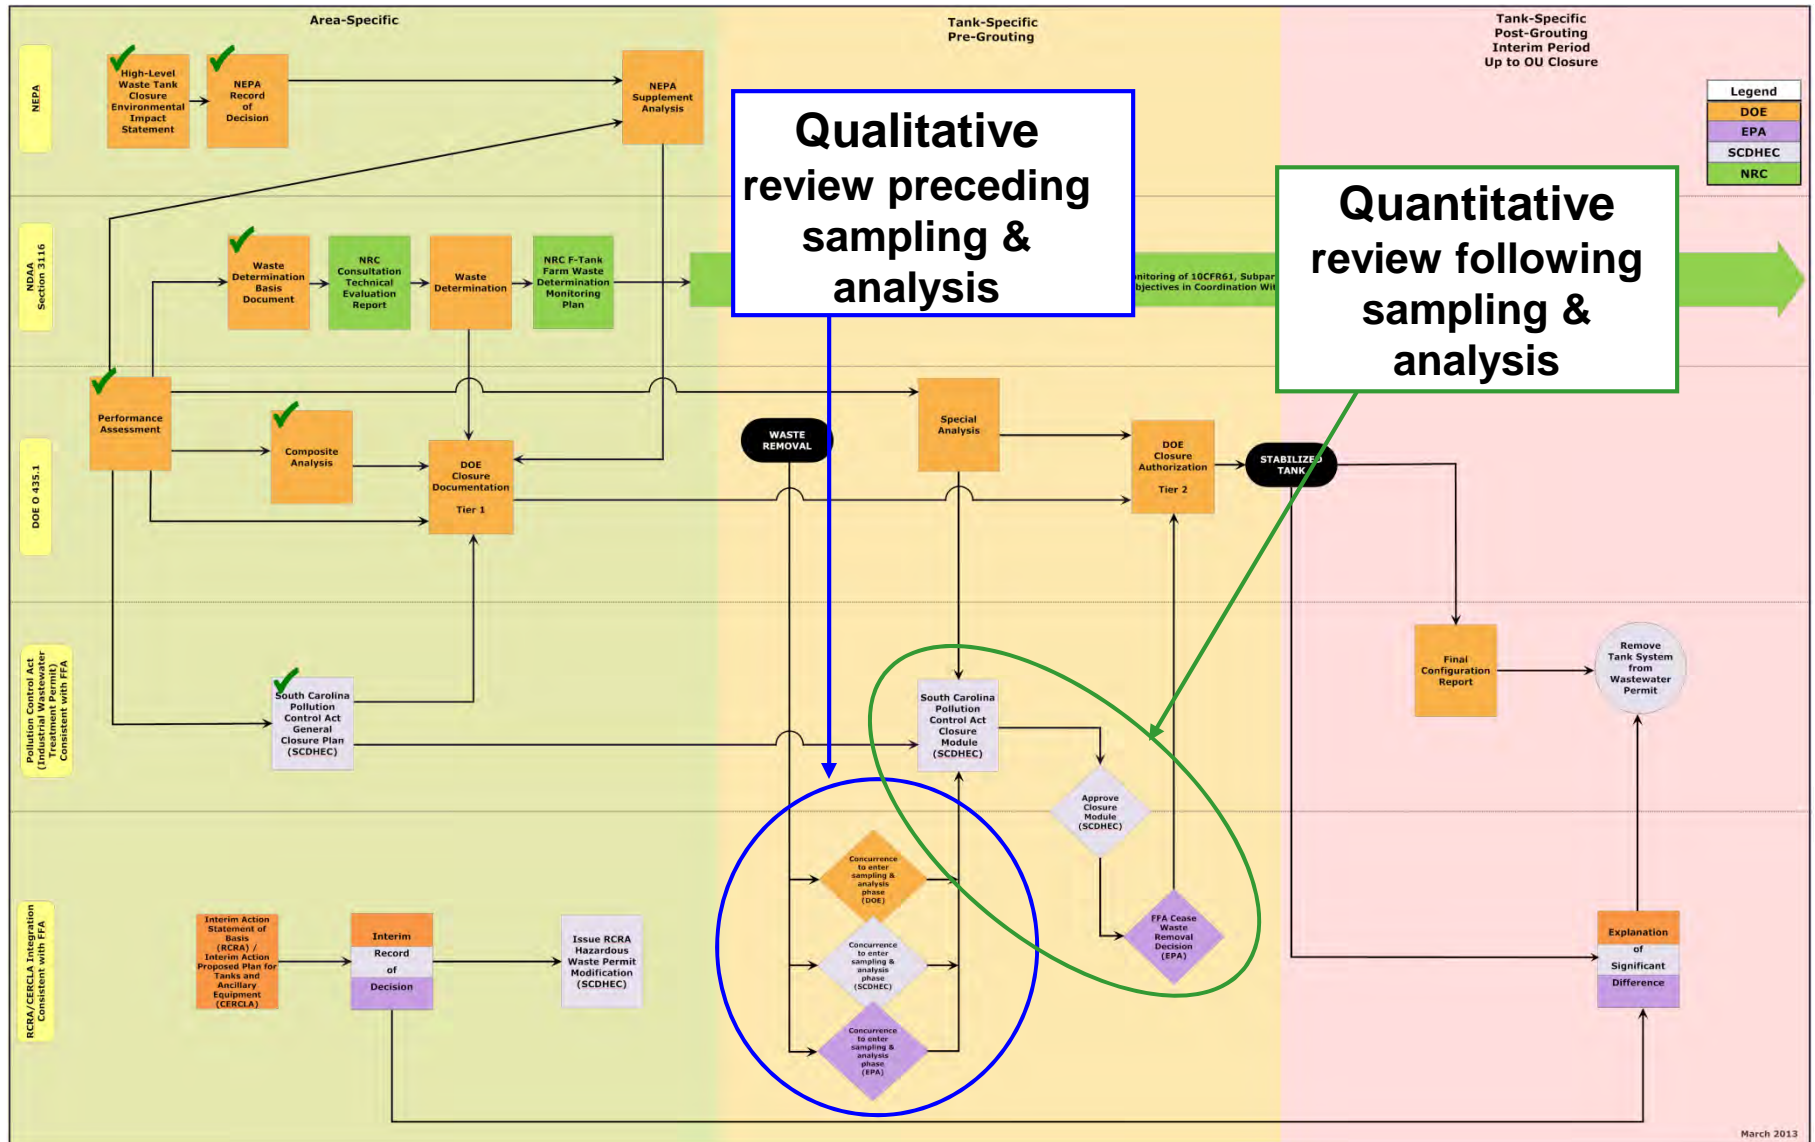 Area-Specific
Tank-Specific
Pre-Grouting
Tank-Specific
Post-Grouting
Interim Period
Up to OU Closure
Legend
DOE
EPA
SCDHEC
NRC
NEPA
High-Level
Waste Tank
Closure
Environmental
Impact
Statement
NEPA
Record
of
Decision
NEPA
Supplement
Analysis
Qualitative
review preceding
sampling &
analysis
Quantitative
review following
sampling &
analysis
NDAA
Section 3116
Waste
Determination
Basis
Document
NRC
Consultation
Technical
Evaluation
Report
Waste
Determination
NRC F-Tank
Farm Waste
Determination
Monitoring
Plan
nitoring of 10CFR61, Subpar
bjectives in Coordination Wit
DOE O 435.1
Performance
Assessment
Composite
Analysis
DOE
Closure
Documentation
Tier 1
WASTE
REMOVAL
Special
Analysis
DOE
Closure
Authorization
Tier 2
STABILIZED
TANK
Pollution Control Act
(Industrial Wastewater
Treatment Permit)
Consistent with FFA
South Carolina
Pollution
Control Act
General
Closure Plan
(SCDHEC)
South Carolina
Pollution
Control Act
Closure
Module
(SCDHEC)
Approve
Closure
Module
(SCDHEC)
Final
Configuration
Report
Remove
Tank System
from
Wastewater
Permit
RCRA/CERCLA Integration
Consistent with FFA
Interim Action
Statement of
Basis
(RCRA) /
Interim Action
Proposed Plan for
Tanks and
Ancillary
Equipment
(CERCLA)
Interim
Record
of
Decision
Issue RCRA
Hazardous
Waste Permit
Modification
(SCDHEC)
Concurrence
to enter
sampling &
analysis
phase
(DOE)
Concurrence
to enter
sampling &
analysis
phase
(SCDHEC)
Concurrence
to enter
sampling &
analysis
phase
(EPA)
FFA Cease
Waste
Removal
Decision
(EPA)
Explanation
of
Significant
Difference
March 2013